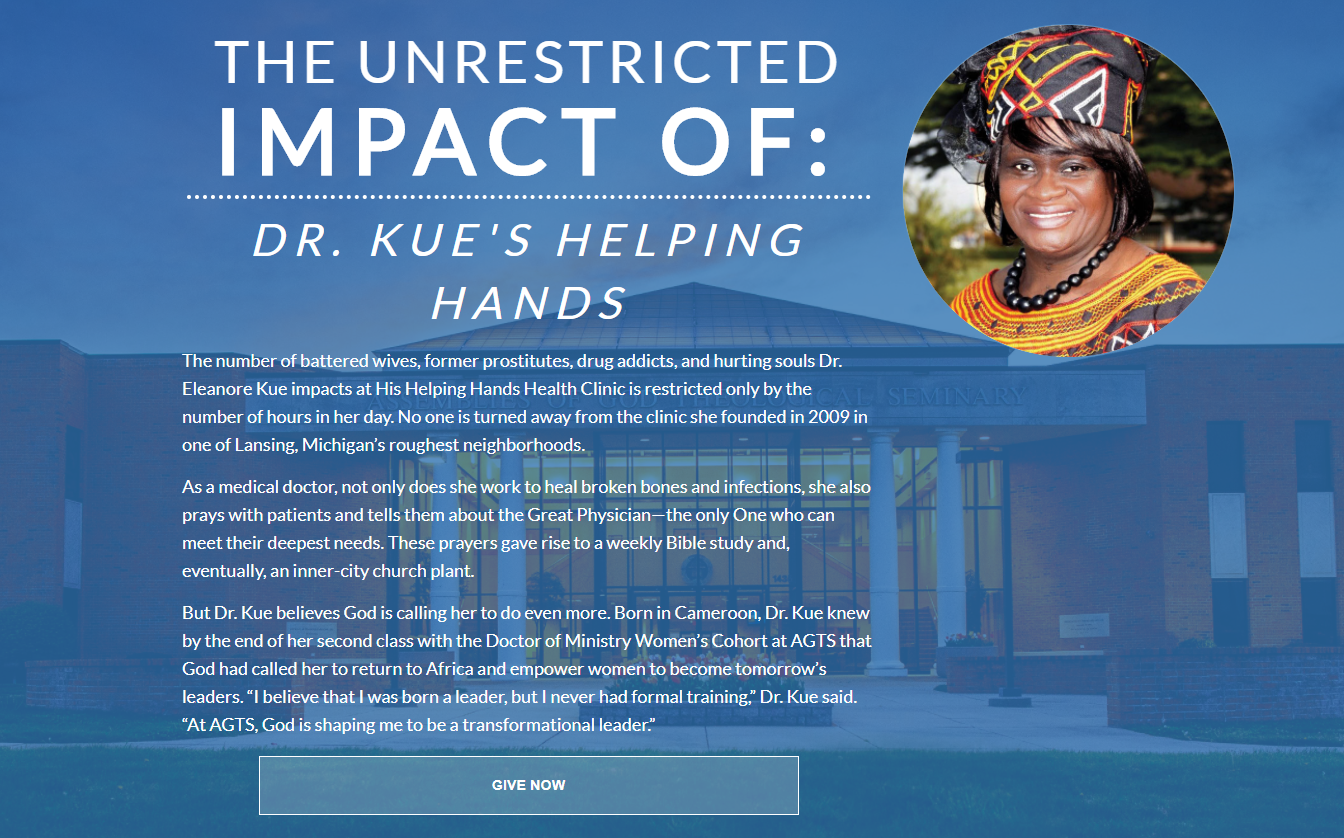 THE UNRESTRICTED
IMPACT OF:
DR. KUE'S HELPING
HANDS
The number of battered wives, former prostitutes, drug addicts, and hurting souls Dr.
Eleanore Kue impacts at His Helping Hands Health Clinic is restricted only by the
number of hours in her day. No one is turned away from the clinic she founded in 2009 in
one of Lansing, Michigan’s roughest neighborhoods.
As a medical doctor, not only does she work to heal broken bones and infections, she also
prays with patients and tells them about the Great Physician—the only One who can
meet their deepest needs. These prayers gave rise to a weekly Bible study and,
eventually, an inner-city church plant.
But Dr. Kue believes God is calling her to do even more. Born in Cameroon, Dr. Kue knew
by the end of her second class with the Doctor of Ministry Women’s Cohort at AGTS that
God had called her to return to Africa and empower women to become tomorrow’s
leaders. “I believe that I was born a leader, but I never had formal training,” Dr. Kue said.
“At AGTS, God is shaping me to be a transformational leader.”
GIVE NOW
ASSEMBLIES OF GOD THEOLOGICAL SEMINARY